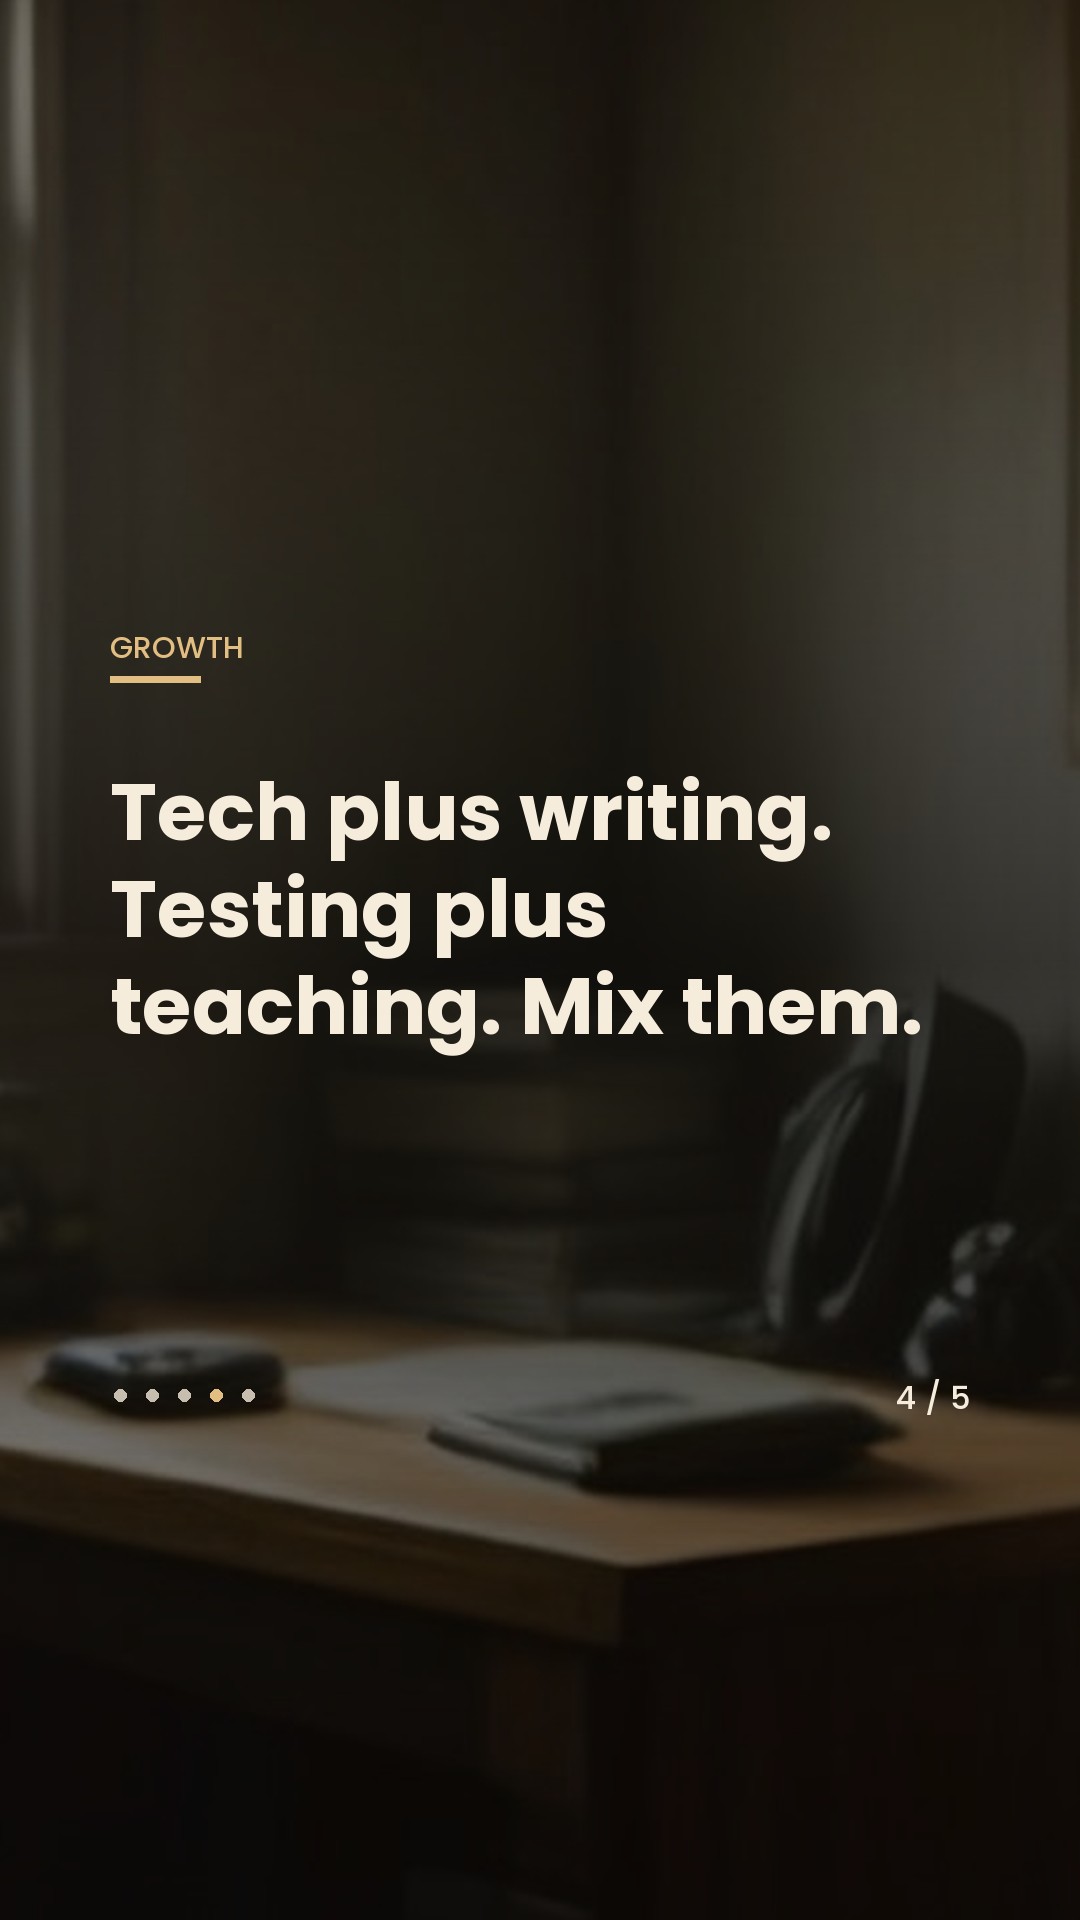 GROWTH
Tech plus writing.
Testing plus
teaching. Mix them.
4 / 5